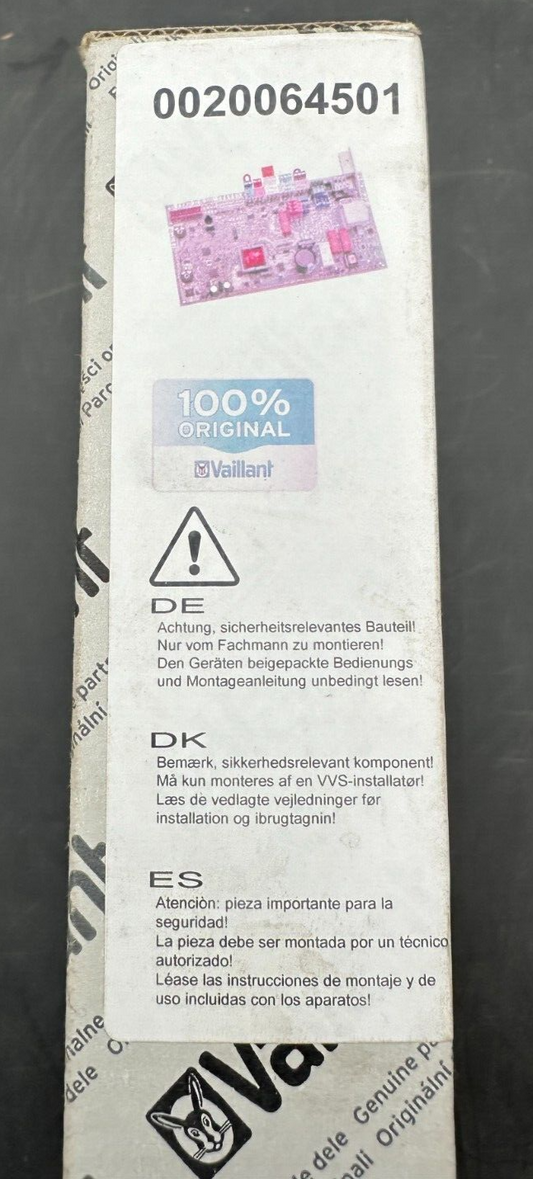 0020064501
100%
ORIGINAL
Vaillant
DE
Achtung, sicherheitsrelevantes Bauteil!
Nur vom Fachmann zu montieren!
Den Geräten beigepackte Bedienungs
und Montageanleitung unbedingt lesen!
DK
Bemærk, sikkerhedsrelevant komponent!
Må kun monteres af en VVS-installatør!
Læs de vedlagte vejledninger før
installation og ibrugtagnin!
ES
Atenciòn: pieza importante para la
seguridad!
La pieza debe ser montada por un técnico
autorizado!
Léase las instrucciones de montaje y de
uso incluidas con los aparatos!
dele
Genuine
dele
Originální